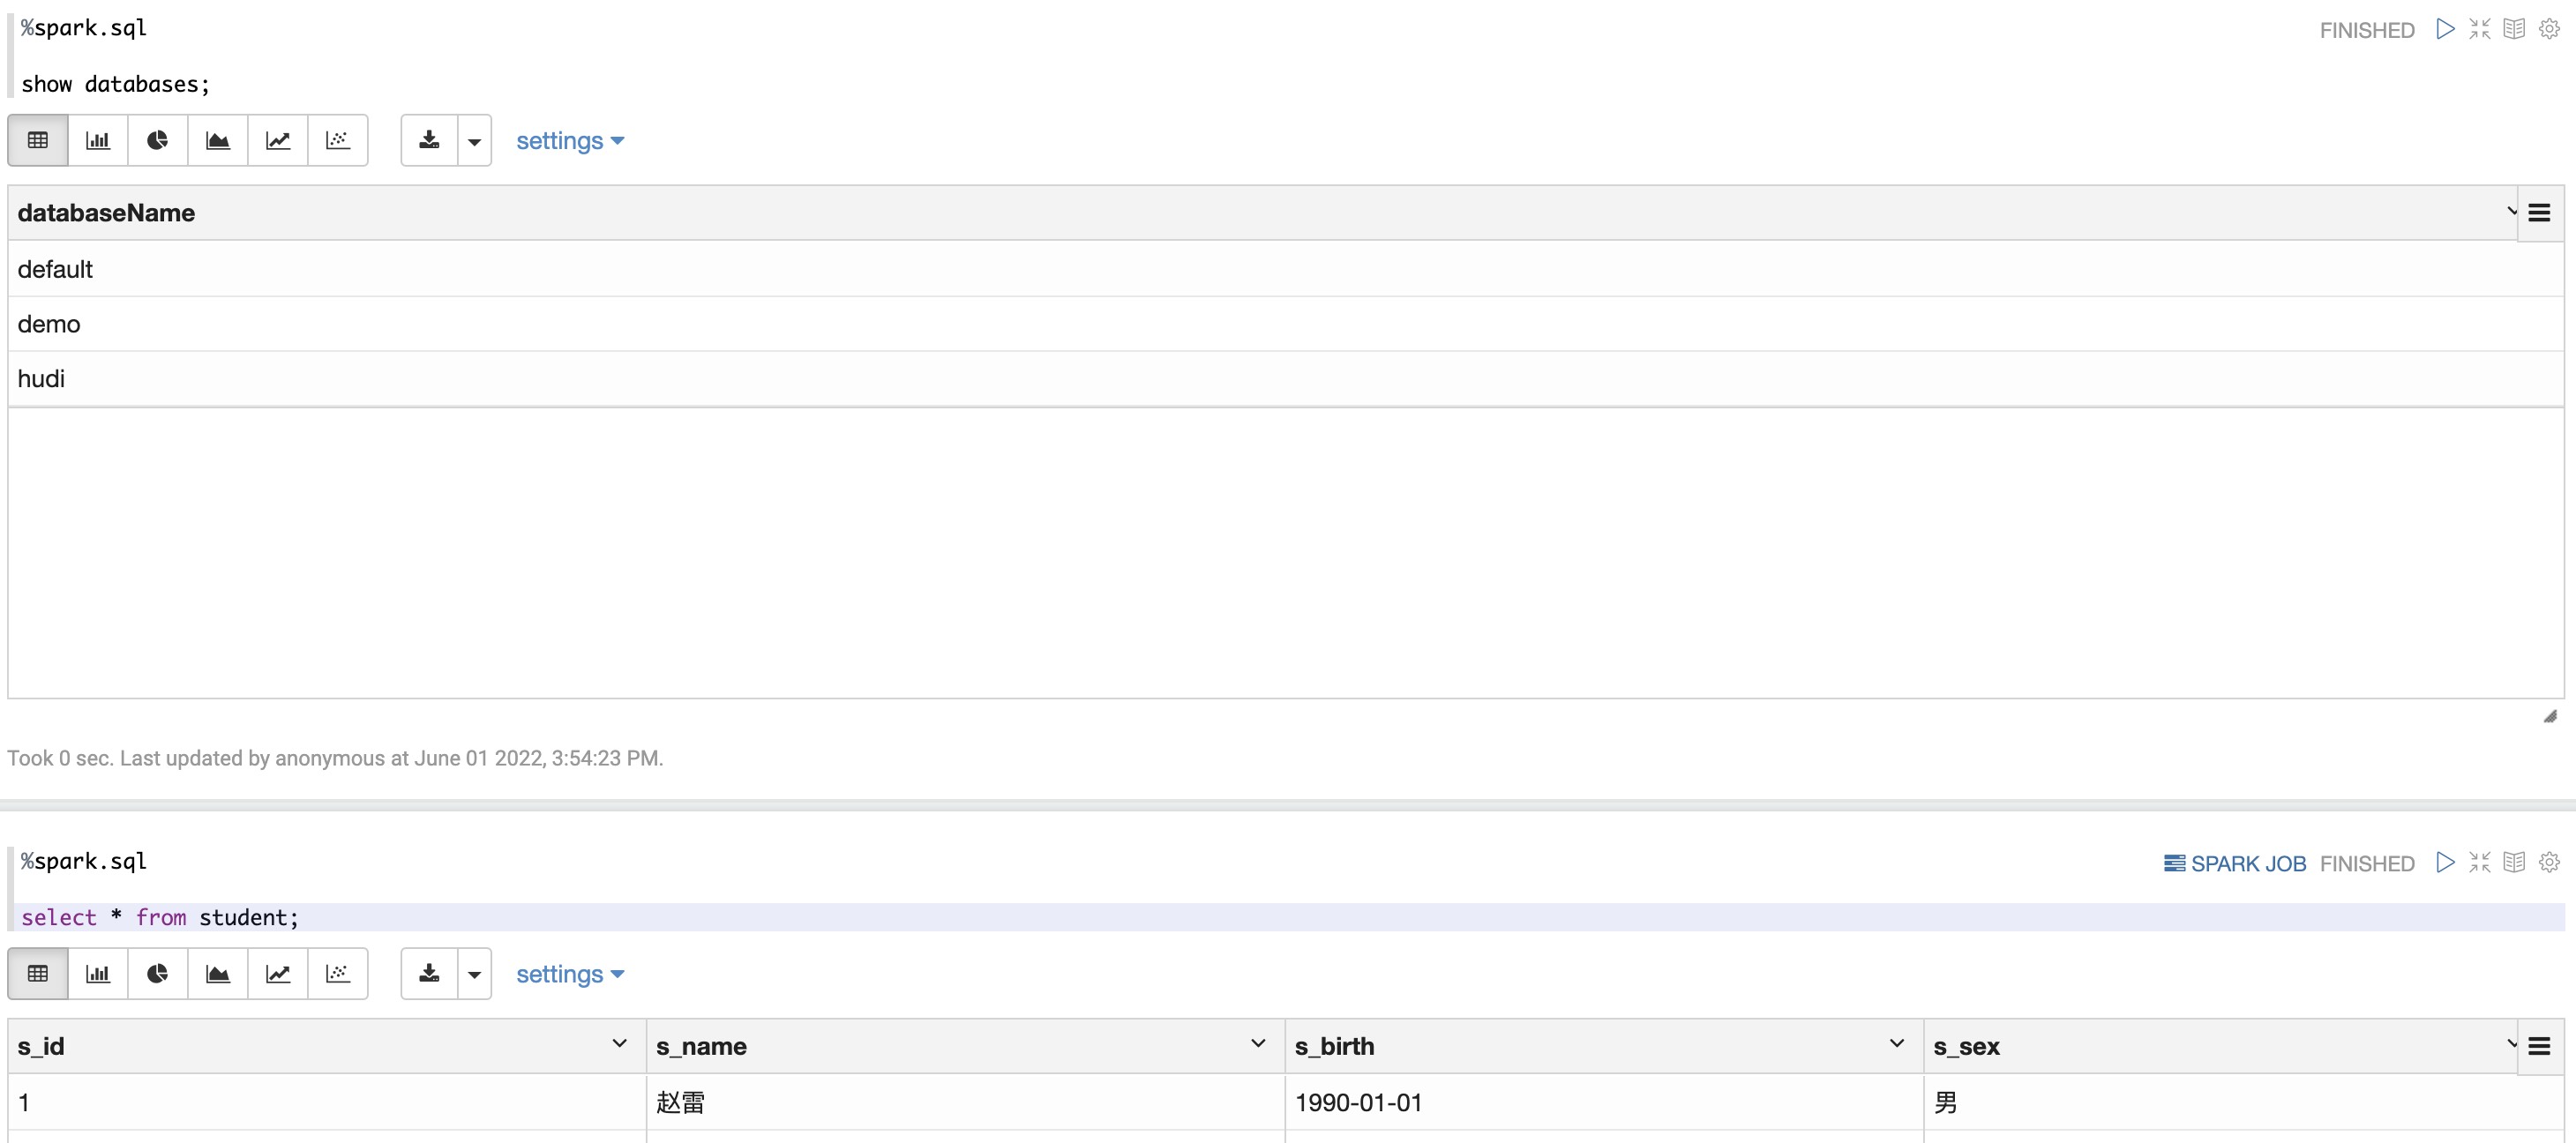 %spark.sql
FINISHED
show databases;
settings
databaseName
default
demo
hudi
Took 0 sec. Last updated by anonymous at June 01 2022, 3:54:23 PM.
%spark.sql
SPARK JOB FINISHED
select * from student;
settings
s_id s_name s_birth s_sex
1 赵雷 1990-01-01 男